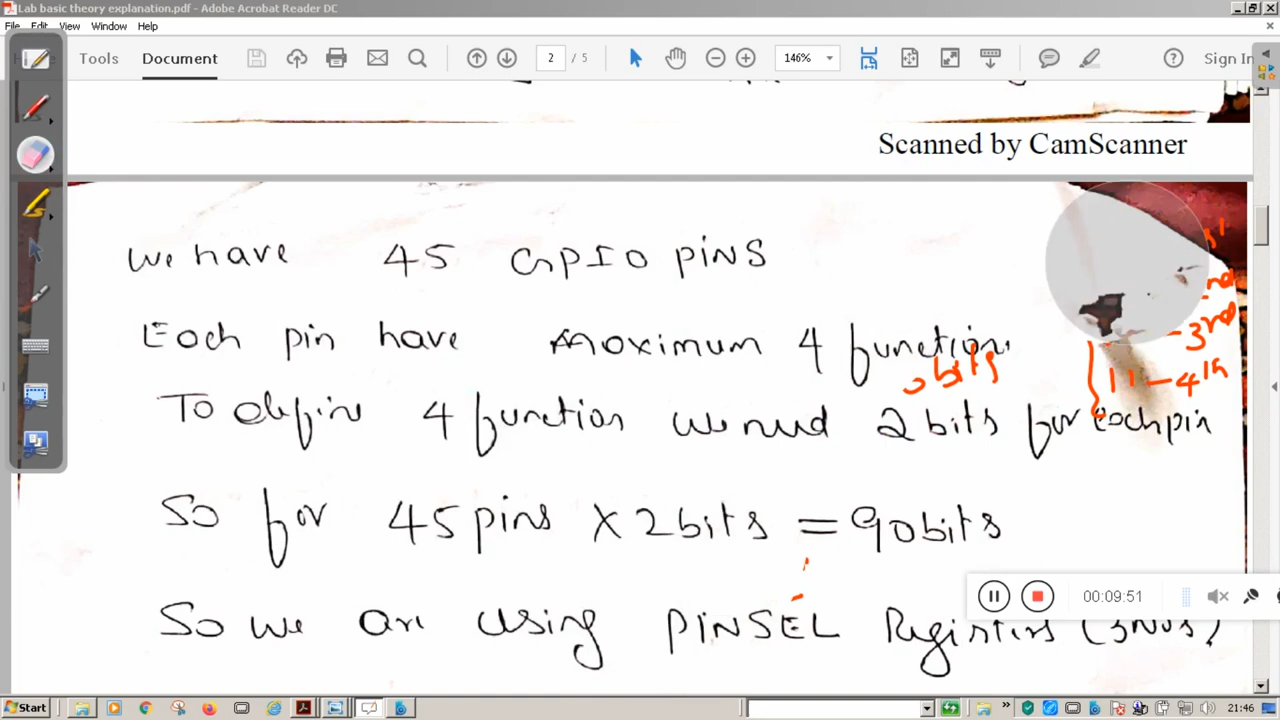 Lab basic theory explanation.pdf - Adobe Acrobat Reader DC
File Edit View Window Help
Tools Document 2 / 5 146% Sign In
Scanned by CamScanner
We have 45 GPIO pins
1st
nd
Each pin have maximum 4 function
- 3rd
2 bits
11 - 4th
To define 4 function we need 2 bits for each pin
So for 45 pins X 2 bits = 90 bits
00:09:51
So we are using PINSEL Registers (3NOS)
Start 21:46